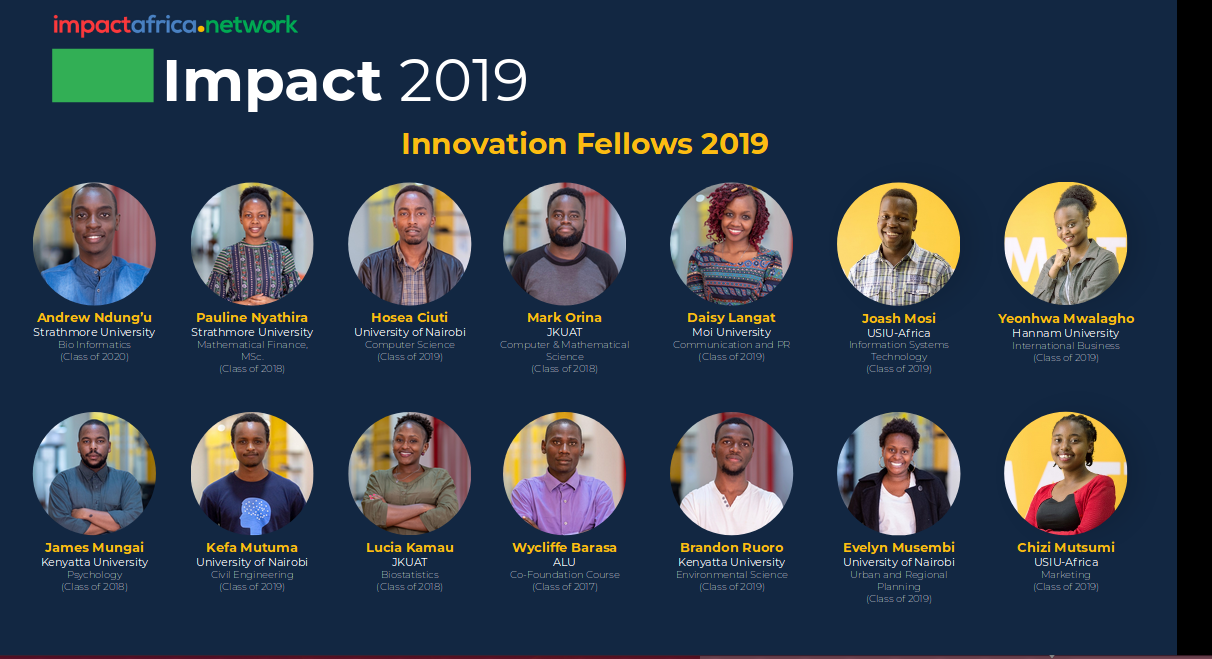 impactafrica.network
Impact 2019
Innovation Fellows 2019
Andrew Ndung'u
Strathmore University
Bio Informatics
(Class of 2020)
Pauline Nyathira
Strathmore University
Mathematical Finance,
MSc.
(Class of 2018)
Hosea Ciuti
University of Nairobi
Computer Science
(Class of 2019)
Mark Orina
JKUAT
Computer & Mathematical
Science
(Class of 2018)
Daisy Langat
Moi University
Communication and PR
(Class of 2019)
Joash Mosi
USIU-Africa
Information Systems
Technology
(Class of 2019)
Yeonhwa Mwalagho
Hannam University
International Business
(Class of 2019)
James Mungai
Kenyatta University
Psychology
(Class of 2018)
Kefa Mutuma
University of Nairobi
Civil Engineering
(Class of 2019)
Lucia Kamau
JKUAT
Biostatistics
(Class of 2018)
Wycliffe Barasa
ALU
Co-Foundation Course
(Class of 2017)
Brandon Ruoro
Kenyatta University
Environmental Science
(Class of 2019)
Evelyn Musembi
University of Nairobi
Urban and Regional
Planning
(Class of 2019)
Chizi Mutsumi
USIU-Africa
Marketing
(Class of 2019)